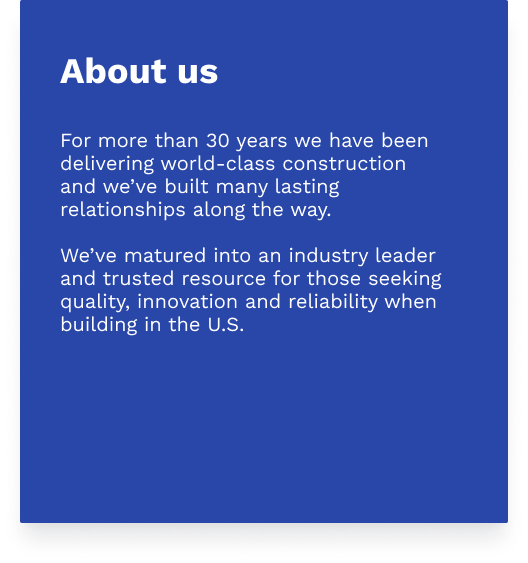 About us
For more than 30 years we have been
delivering world-class construction
and we’ve built many lasting
relationships along the way.
We’ve matured into an industry leader
and trusted resource for those seeking
quality, innovation and reliability when
building in the U.S.